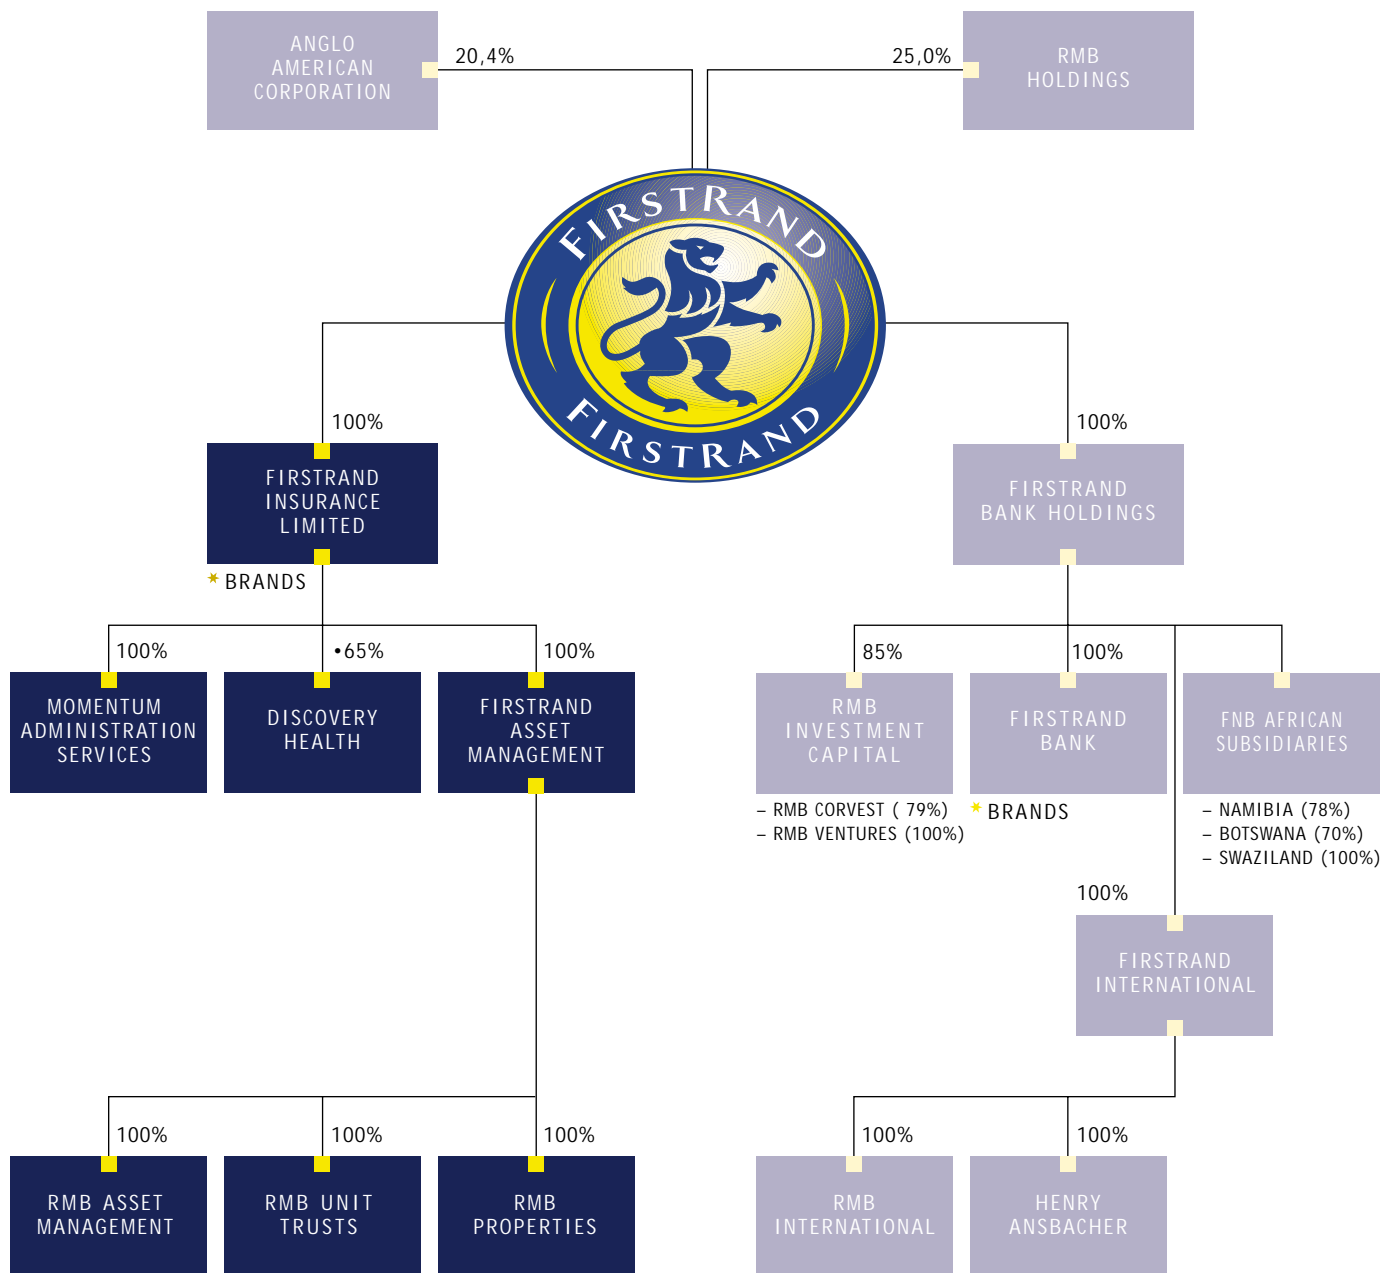 ANGLO
AMERICAN
CORPORATION
20,4%
25,0%
RMB
HOLDINGS
FIRSTRAND
FIRSTRAND
100%
100%
FIRSTRAND
INSURANCE
LIMITED
FIRSTRAND
BANK HOLDINGS
* BRANDS
100%
•65%
100%
85%
100%
MOMENTUM
ADMINISTRATION
SERVICES
DISCOVERY
HEALTH
FIRSTRAND
ASSET
MANAGEMENT
RMB
INVESTMENT
CAPITAL
FIRSTRAND
BANK
FNB AFRICAN
SUBSIDIARIES
– RMB CORVEST ( 79%)
– RMB VENTURES (100%)
* BRANDS
– NAMIBIA (78%)
– BOTSWANA (70%)
– SWAZILAND (100%)
100%
FIRSTRAND
INTERNATIONAL
100%
100%
100%
100%
100%
RMB ASSET
MANAGEMENT
RMB UNIT
TRUSTS
RMB
PROPERTIES
RMB
INTERNATIONAL
HENRY
ANSBACHER